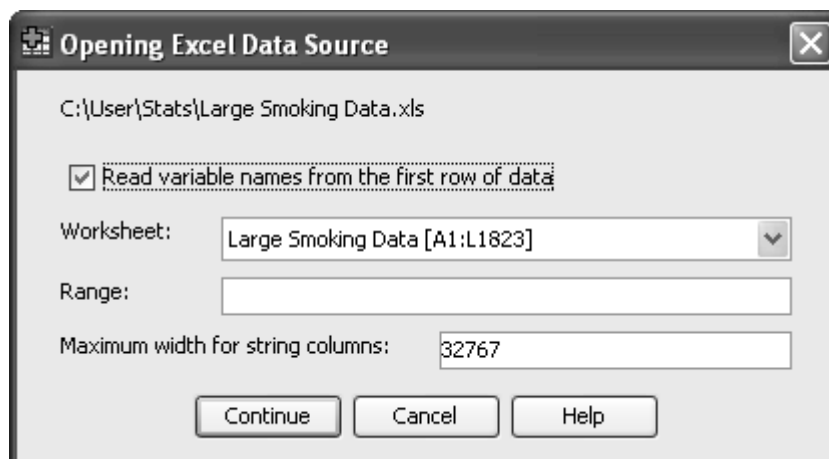 Opening Excel Data Source
C:\User\Stats\Large Smoking Data.xls
Read variable names from the first row of data
Worksheet: Large Smoking Data [A1:L1823]
Range:
Maximum width for string columns: 32767
Continue Cancel Help